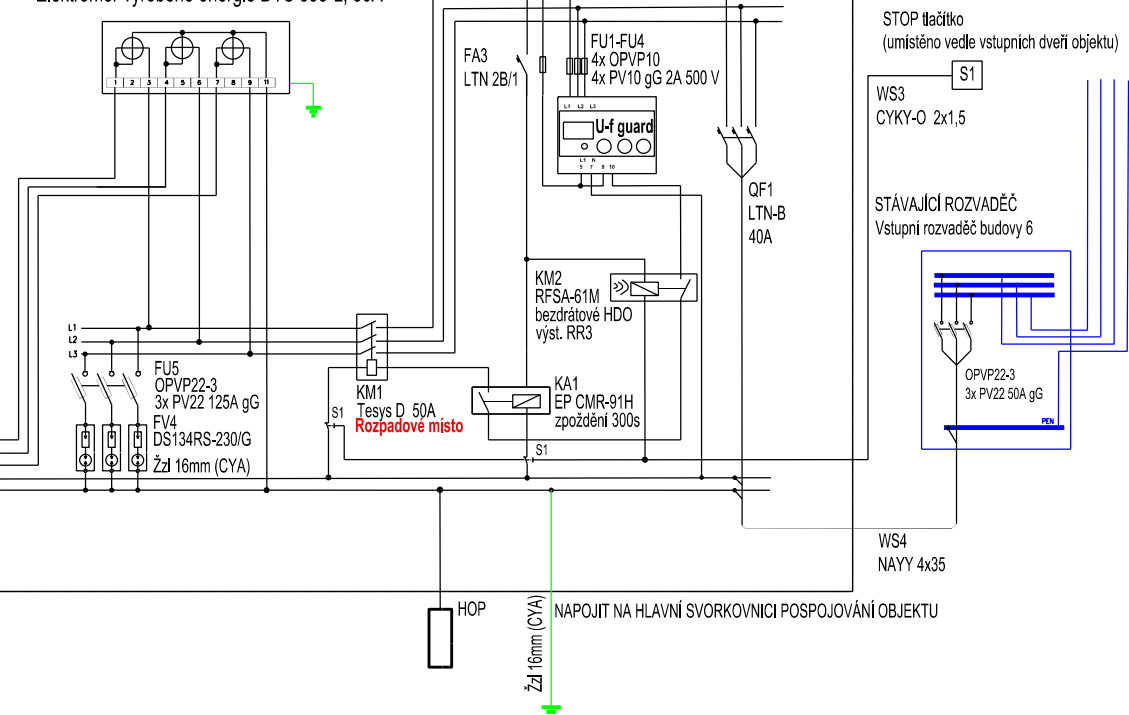 STOP tlačítko
(umístěno vedle vstupních dveří objektu)
S1
WS3
CYKY-O 2x1,5
FA3
LTN 2B/1
FU1-FU4
4x OPVP10
4x PV10 gG 2A 500 V
1 2 3 4 5 6 7 8 9 10 11
L1 L2 L3
U-f guard
L1 N
5 7 9 10
QF1
LTN-B
40A
STÁVAJÍCÍ ROZVADĚČ
Vstupní rozvaděč budovy 6
KM2
RFSA-61M
bezdrátové HDO
výst. RR3
L1
L2
L3
FU5
OPVP22-3
3x PV22 125A gG
FV4
DS134RS-230/G
Žzl 16mm (CYA)
KM1
Tesys D 50A
Rozpadové místo
S1
KA1
EP CMR-91H
zpoždění 300s
S1
OPVP22-3
3x PV22 50A gG
PEN
WS4
NAYY 4x35
HOP
Žzl 16mm (CYA)
NAPOJIT NA HLAVNÍ SVORKOVNICI POSPOJOVÁNÍ OBJEKTU